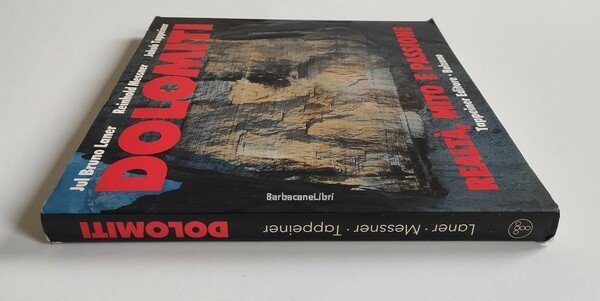 Jul Bruno Laner Reinhold Messner Jakob Tappeiner
DOLOMITI
REALTÀ, MITO E PASSIONE
Tappeiner Editore · Bolzano
BarbacaneLibri
Laner · Messner · Tappeiner
DOLOMITI